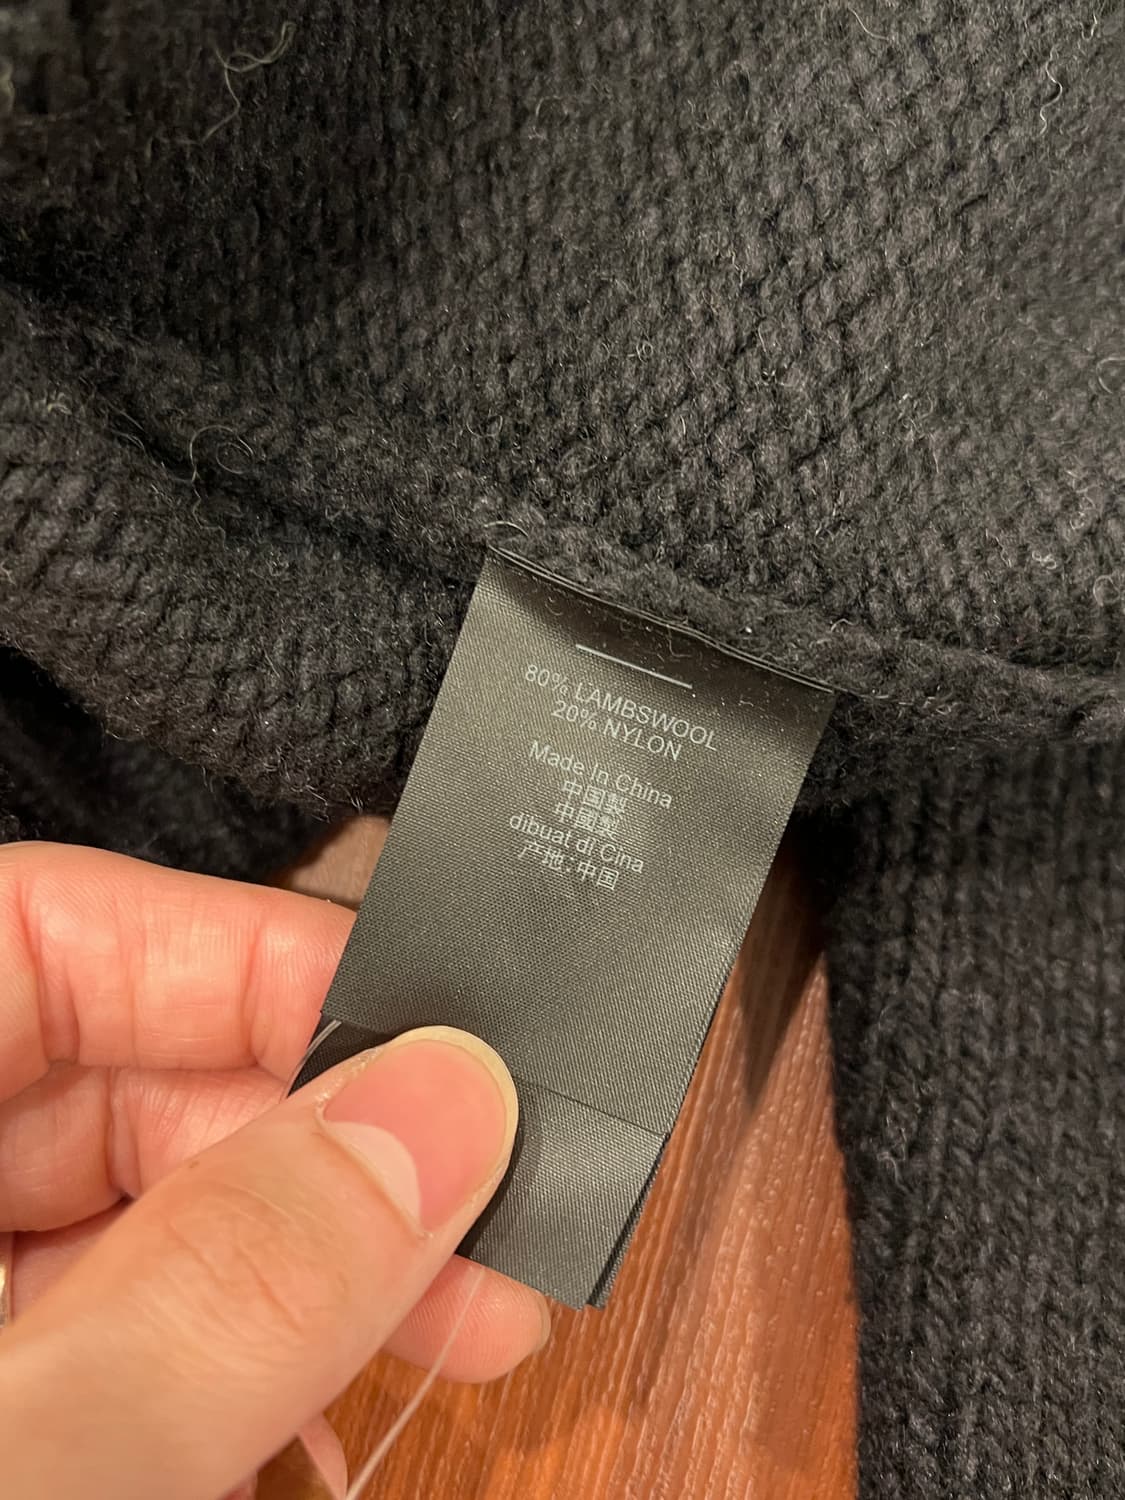 80% LAMBSWOOL
20% NYLON
Made In China
中国製
中國製
dibuat di Cina
产地:中国